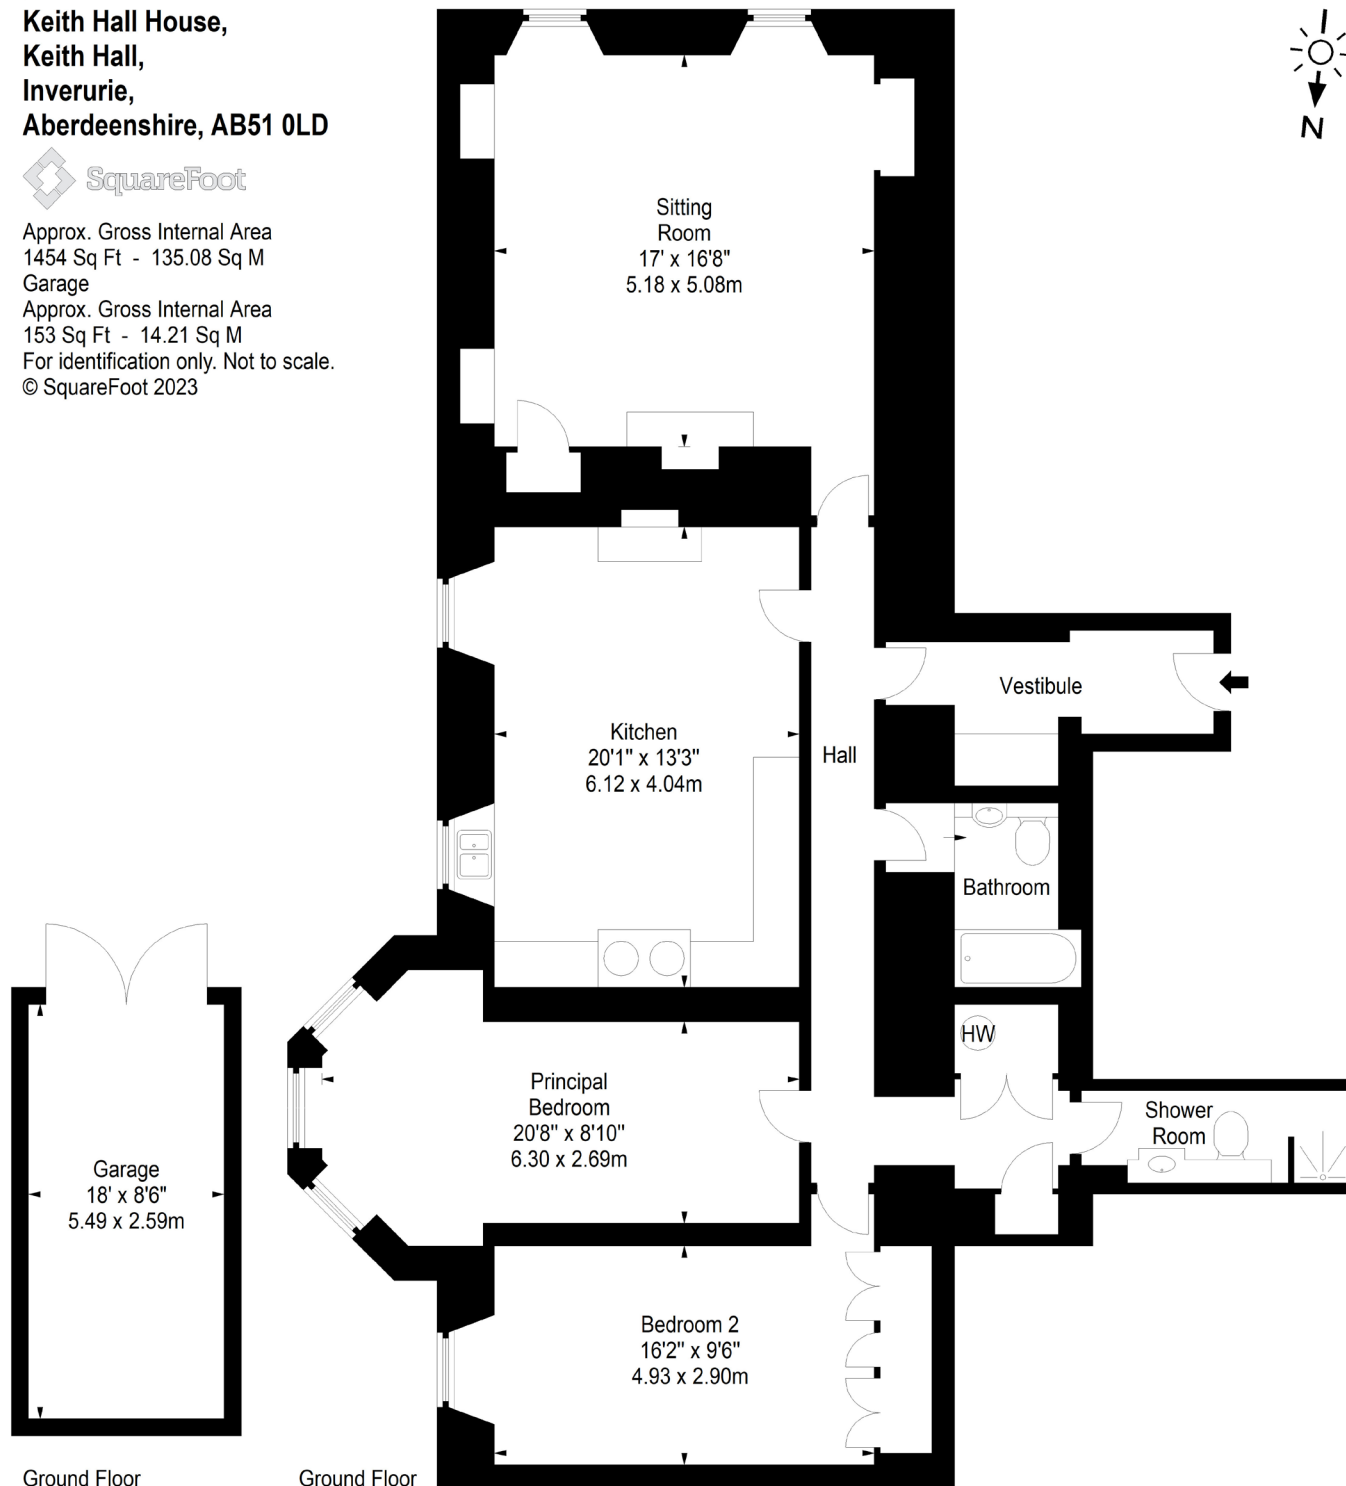 Keith Hall House,
Keith Hall,
Inverurie,
Aberdeenshire, AB51 0LD
SquareFoot
Approx. Gross Internal Area
1454 Sq Ft - 135.08 Sq M
Garage
Approx. Gross Internal Area
153 Sq Ft - 14.21 Sq M
For identification only. Not to scale.
© SquareFoot 2023
N
Sitting
Room
17' x 16'8"
5.18 x 5.08m
Vestibule
Kitchen
20'1" x 13'3"
6.12 x 4.04m
Hall
Bathroom
HW
Principal
Bedroom
20'8" x 8'10"
6.30 x 2.69m
Shower
Room
Garage
18' x 8'6"
5.49 x 2.59m
Bedroom 2
16'2" x 9'6"
4.93 x 2.90m
Ground Floor
Ground Floor